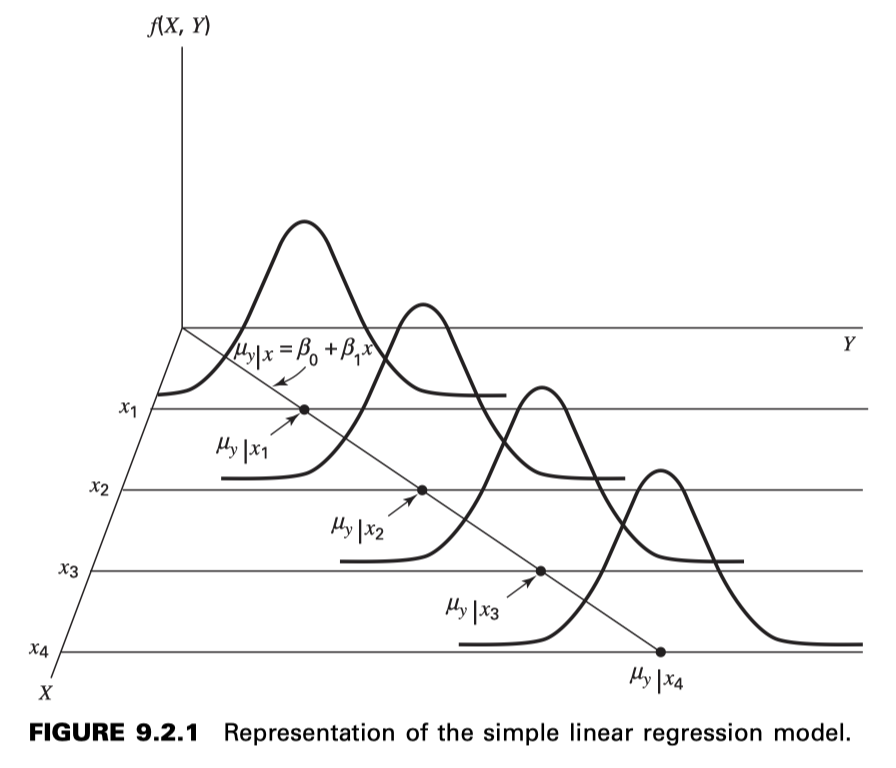 f(X, Y)
Y
μy|x = β0 + β1x
x1
μy|x1
x2
μy|x2
x3
μy|x3
x4
X
μy|x4
FIGURE 9.2.1 Representation of the simple linear regression model.